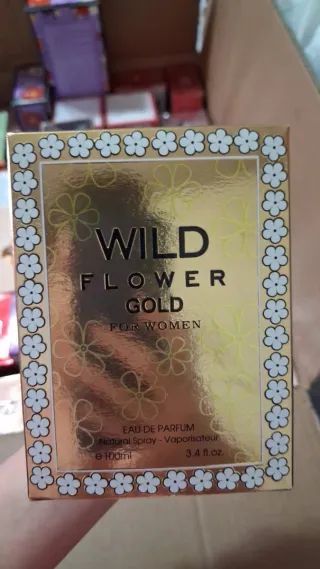 WILD
FLOWER
GOLD
FOR WOMEN
EAU DE PARFUM
Natural Spray - Vaporisateur
e 100ml 3.4 fl. oz.